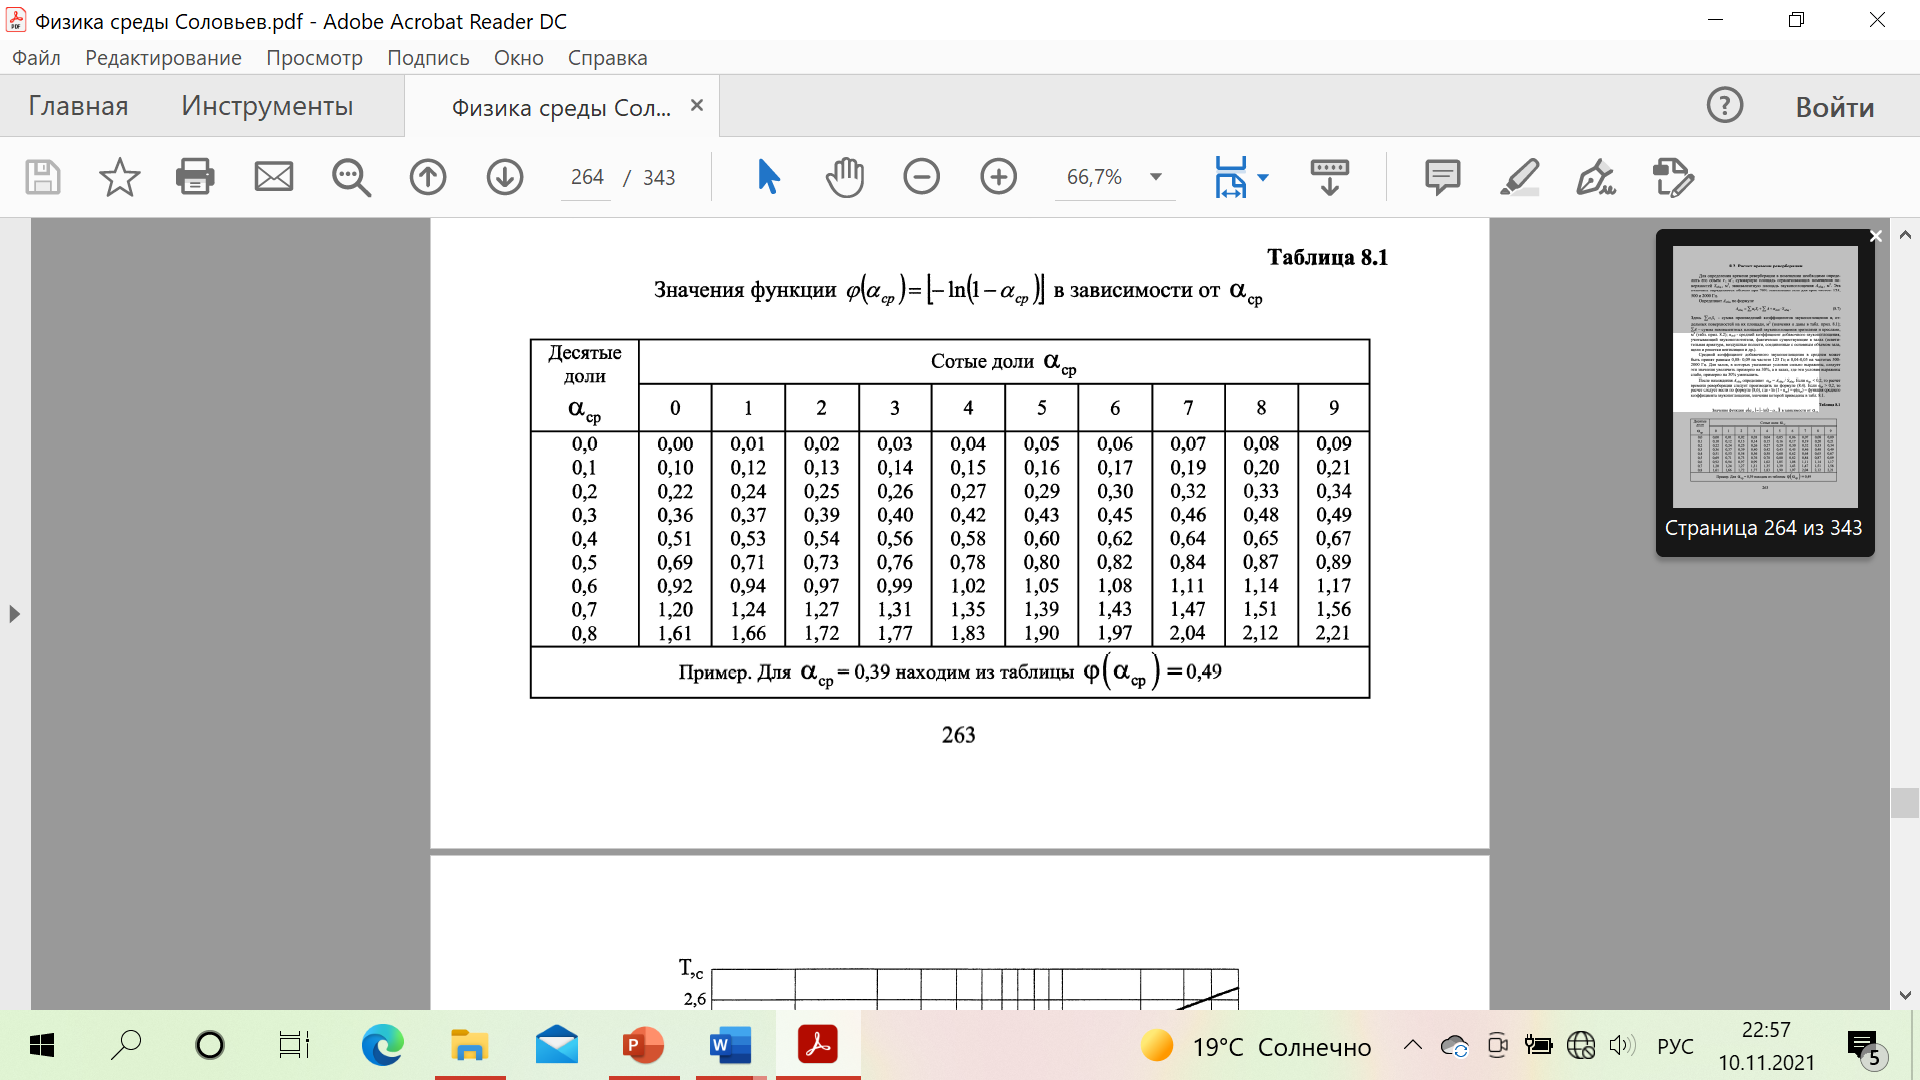 Физика среды Соловьев.pdf - Adobe Acrobat Reader DC
Файл Редактирование Просмотр Подпись Окно Справка
Главная Инструменты Физика среды Сол... Войти
264 / 343 66,7%
Таблица 8.1
Значения функции φ(αср)=[−ln(1−αср)] в зависимости от αср
Десятые доли αср
Сотые доли αср
0 1 2 3 4 5 6 7 8 9
0,0 0,00 0,01 0,02 0,03 0,04 0,05 0,06 0,07 0,08 0,09
0,1 0,10 0,12 0,13 0,14 0,15 0,16 0,17 0,19 0,20 0,21
0,2 0,22 0,24 0,25 0,26 0,27 0,29 0,30 0,32 0,33 0,34
0,3 0,36 0,37 0,39 0,40 0,42 0,43 0,45 0,46 0,48 0,49
0,4 0,51 0,53 0,54 0,56 0,58 0,60 0,62 0,64 0,65 0,67
0,5 0,69 0,71 0,73 0,76 0,78 0,80 0,82 0,84 0,87 0,89
0,6 0,92 0,94 0,97 0,99 1,02 1,05 1,08 1,11 1,14 1,17
0,7 1,20 1,24 1,27 1,31 1,35 1,39 1,43 1,47 1,51 1,56
0,8 1,61 1,66 1,72 1,77 1,83 1,90 1,97 2,04 2,12 2,21
Пример. Для αср = 0,39 находим из таблицы φ(αср) = 0,49
263
Т,с
2,6
Страница 264 из 343
19°C Солнечно
РУС
22:57
10.11.2021
5